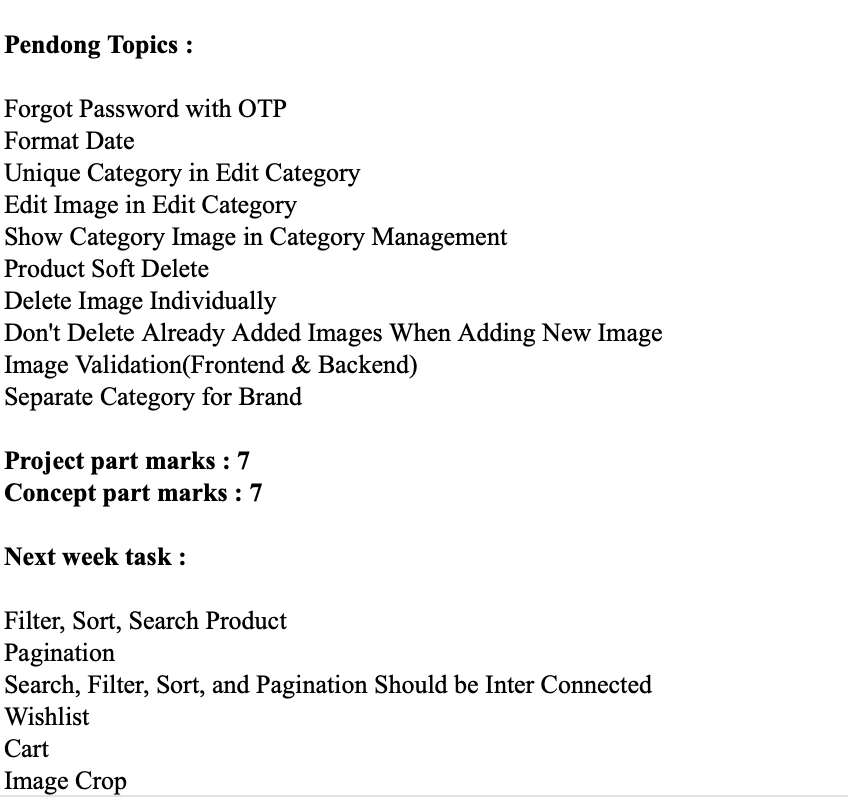 Pendong Topics :
Forgot Password with OTP
Format Date
Unique Category in Edit Category
Edit Image in Edit Category
Show Category Image in Category Management
Product Soft Delete
Delete Image Individually
Don't Delete Already Added Images When Adding New Image
Image Validation(Frontend & Backend)
Separate Category for Brand
Project part marks : 7
Concept part marks : 7
Next week task :
Filter, Sort, Search Product
Pagination
Search, Filter, Sort, and Pagination Should be Inter Connected
Wishlist
Cart
Image Crop